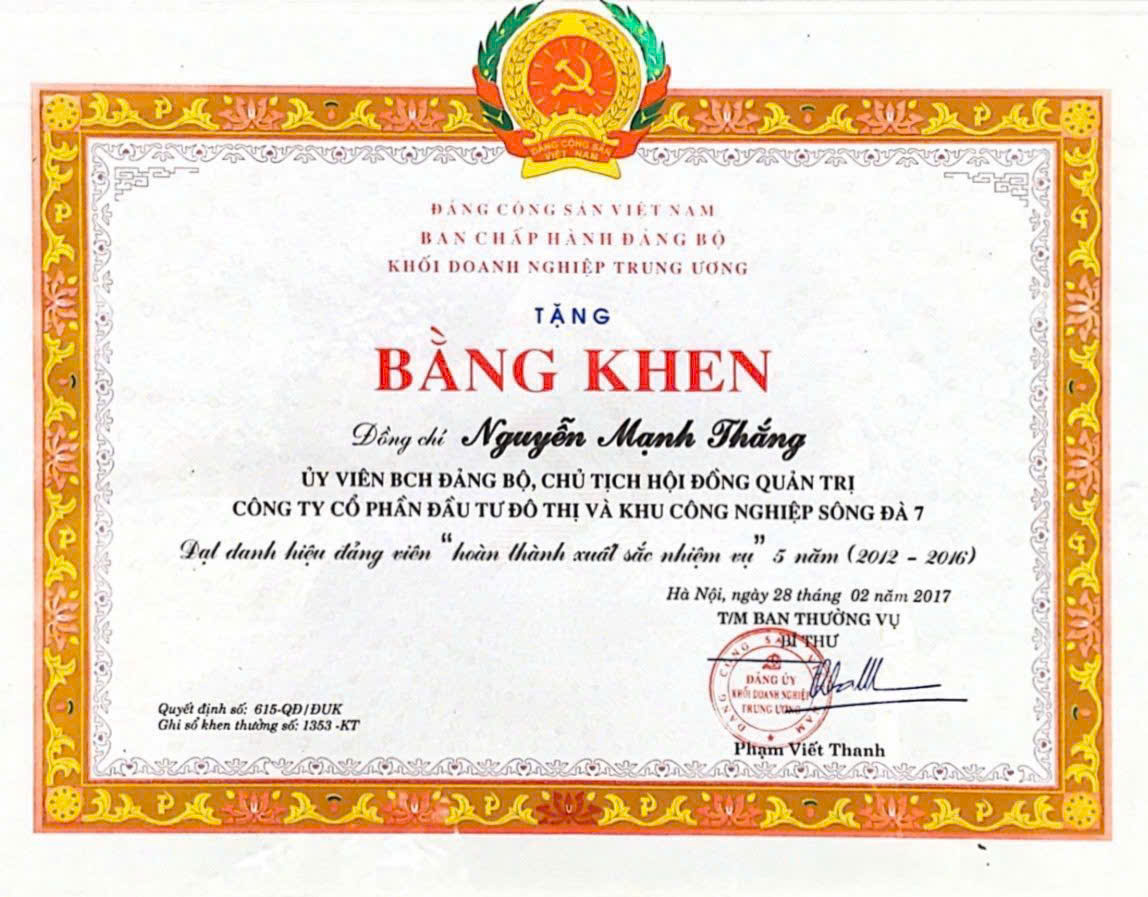 ĐẢNG CỘNG SẢN
VIỆT NAM
ĐẢNG CỘNG SẢN VIỆT NAM
BAN CHẤP HÀNH ĐẢNG BỘ
KHỐI DOANH NGHIỆP TRUNG ƯƠNG
TẶNG
BẰNG KHEN
Đồng chí Nguyễn Mạnh Thắng
ỦY VIÊN BCH ĐẢNG BỘ, CHỦ TỊCH HỘI ĐỒNG QUẢN TRỊ
CÔNG TY CỔ PHẦN ĐẦU TƯ ĐÔ THỊ VÀ KHU CÔNG NGHIỆP SÔNG ĐÀ 7
Đạt danh hiệu đảng viên "hoàn thành xuất sắc nhiệm vụ" 5 năm (2012 - 2016)
Hà Nội, ngày 28 tháng 02 năm 2017
T/M BAN THƯỜNG VỤ
BÍ THƯ
ĐẢNG ỦY
KHỐI DOANH NGHIỆP
TRUNG ƯƠNG
Phạm Viết Thanh
Quyết định số: 615-QĐ/ĐUK
Ghi sổ khen thưởng số: 1353 -KT